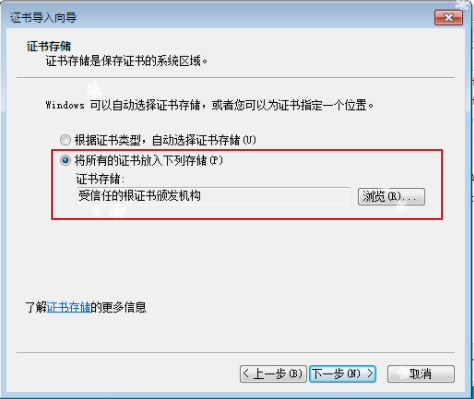 证书导入向导
证书存储
证书存储是保存证书的系统区域。
Windows 可以自动选择证书存储，或者您可以为证书指定一个位置。
根据证书类型，自动选择证书存储(U)
将所有的证书放入下列存储(P)
证书存储:
受信任的根证书颁发机构
浏览(R)...
了解证书存储的更多信息
< 上一步(B)
下一步(N) >
取消